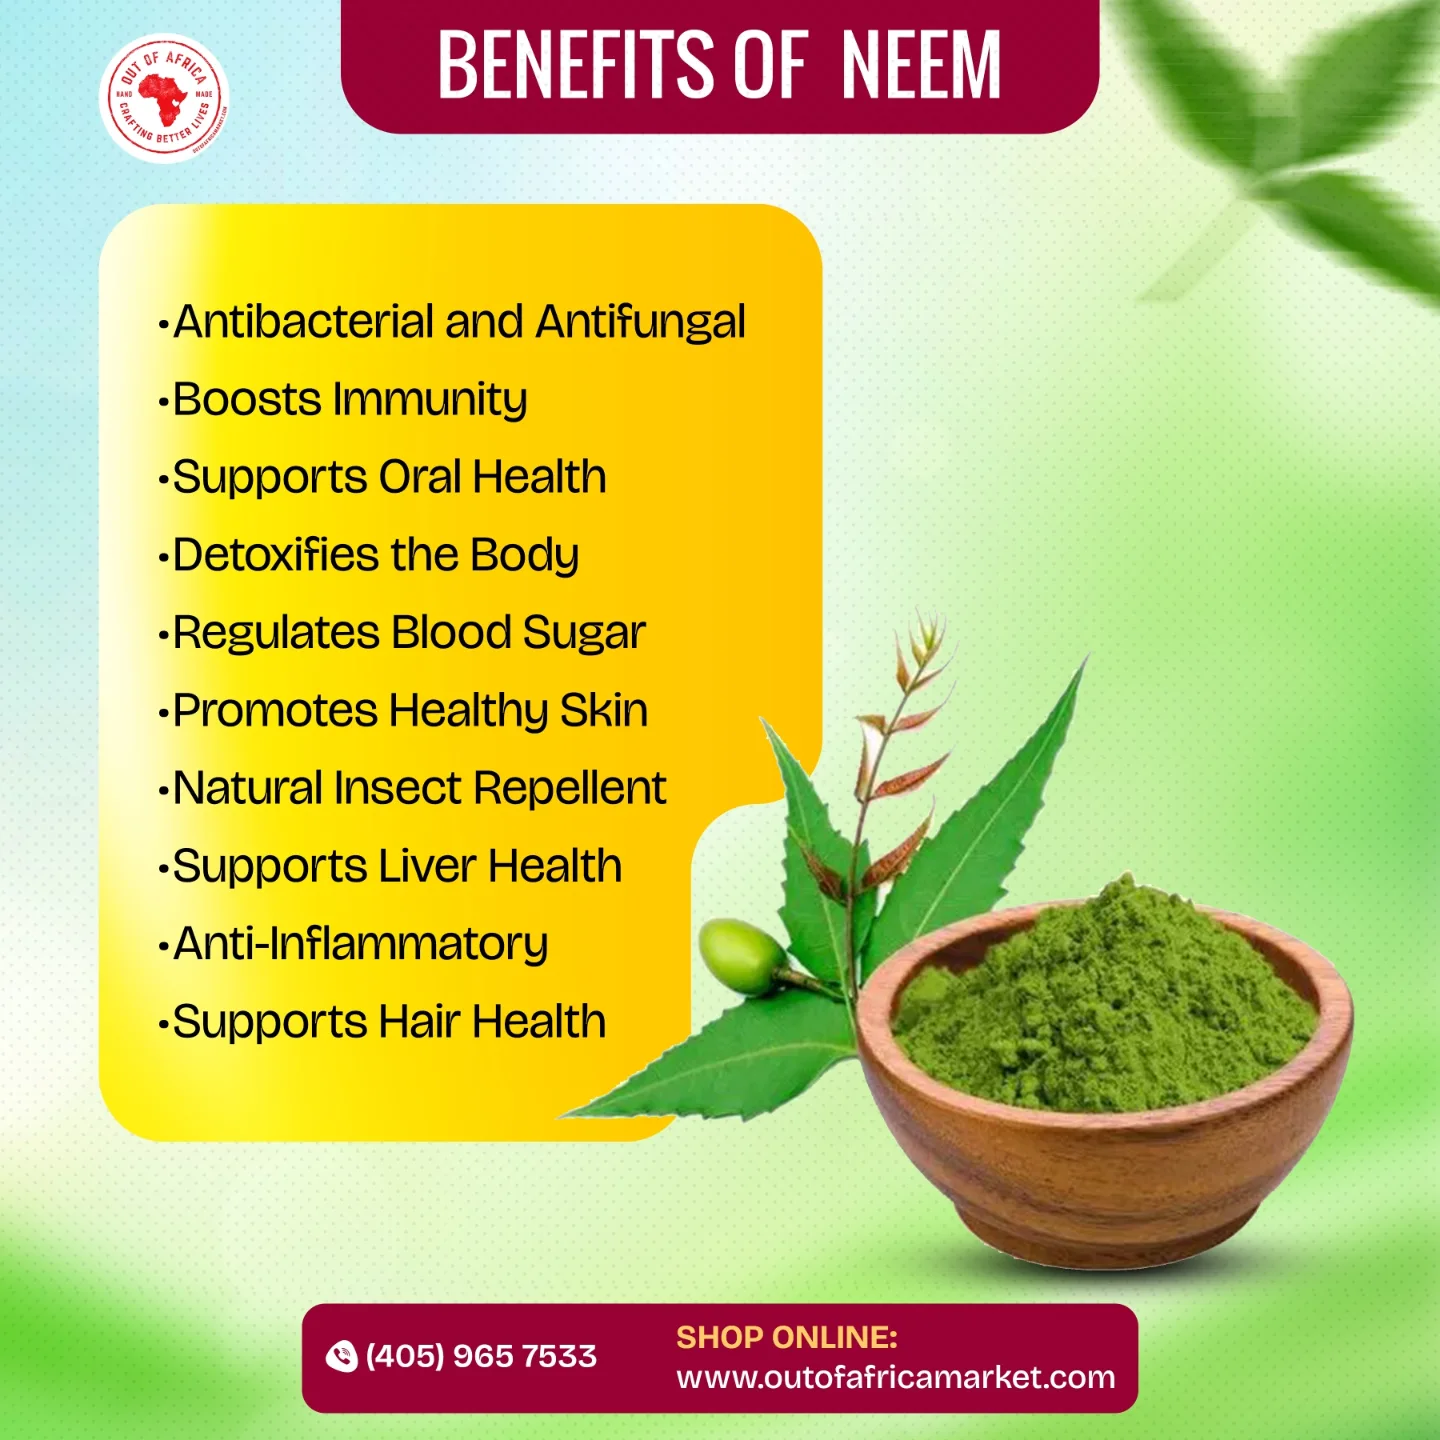 OUT OF AFRICA
HAND MADE
CRAFTING BETTER LIVES
BENEFITS OF NEEM
•Antibacterial and Antifungal
•Boosts Immunity
•Supports Oral Health
•Detoxifies the Body
•Regulates Blood Sugar
•Promotes Healthy Skin
•Natural Insect Repellent
•Supports Liver Health
•Anti-Inflammatory
•Supports Hair Health
(405) 965 7533
SHOP ONLINE:
www.outofafricamarket.com